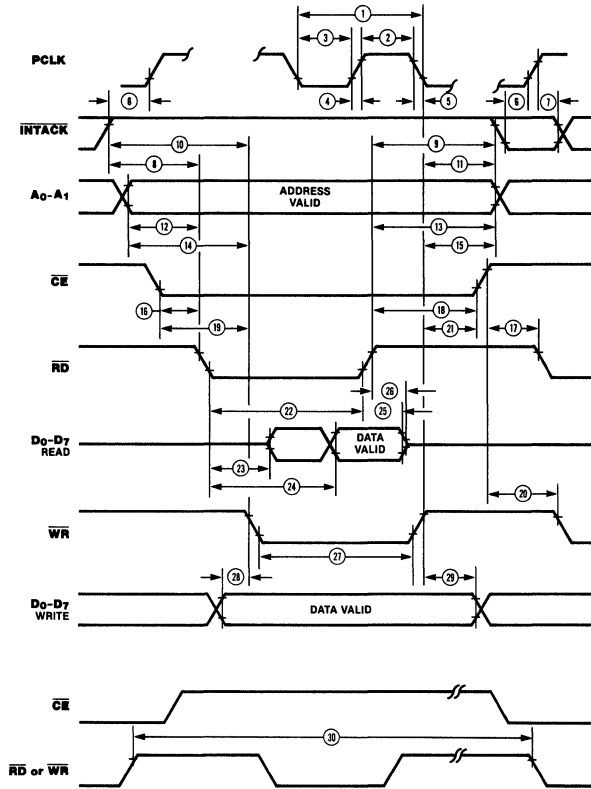 1
3
2
PCLK
6
4
5
6
7
INTACK
10
9
8
11
A0-A1
ADDRESS
VALID
12
13
14
15
CE
16
18
19
21
17
RD
26
22
25
D0-D7
READ
DATA
VALID
23
24
20
WR
27
28
29
D0-D7
WRITE
DATA VALID
CE
30
RD or WR